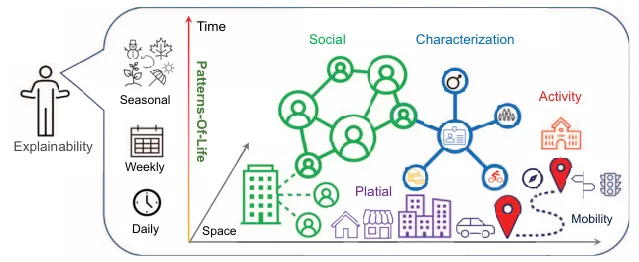 Time
Social
Characterization
Patterns-Of-Life
Seasonal
Activity
Explainability
Weekly
Platial
Daily
Space
Mobility